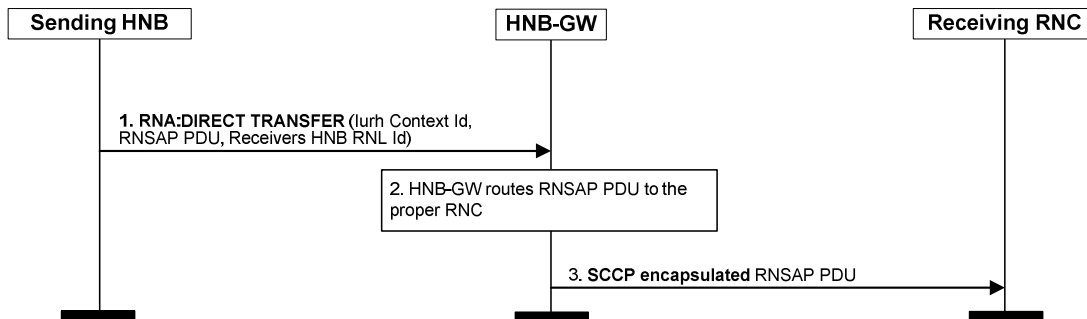 Sending HNB
HNB-GW
Receiving RNC
1. RNA:DIRECT TRANSFER (Iurh Context Id,
RNSAP PDU, Receivers HNB RNL Id)
2. HNB-GW routes RNSAP PDU to the
proper RNC
3. SCCP encapsulated RNSAP PDU